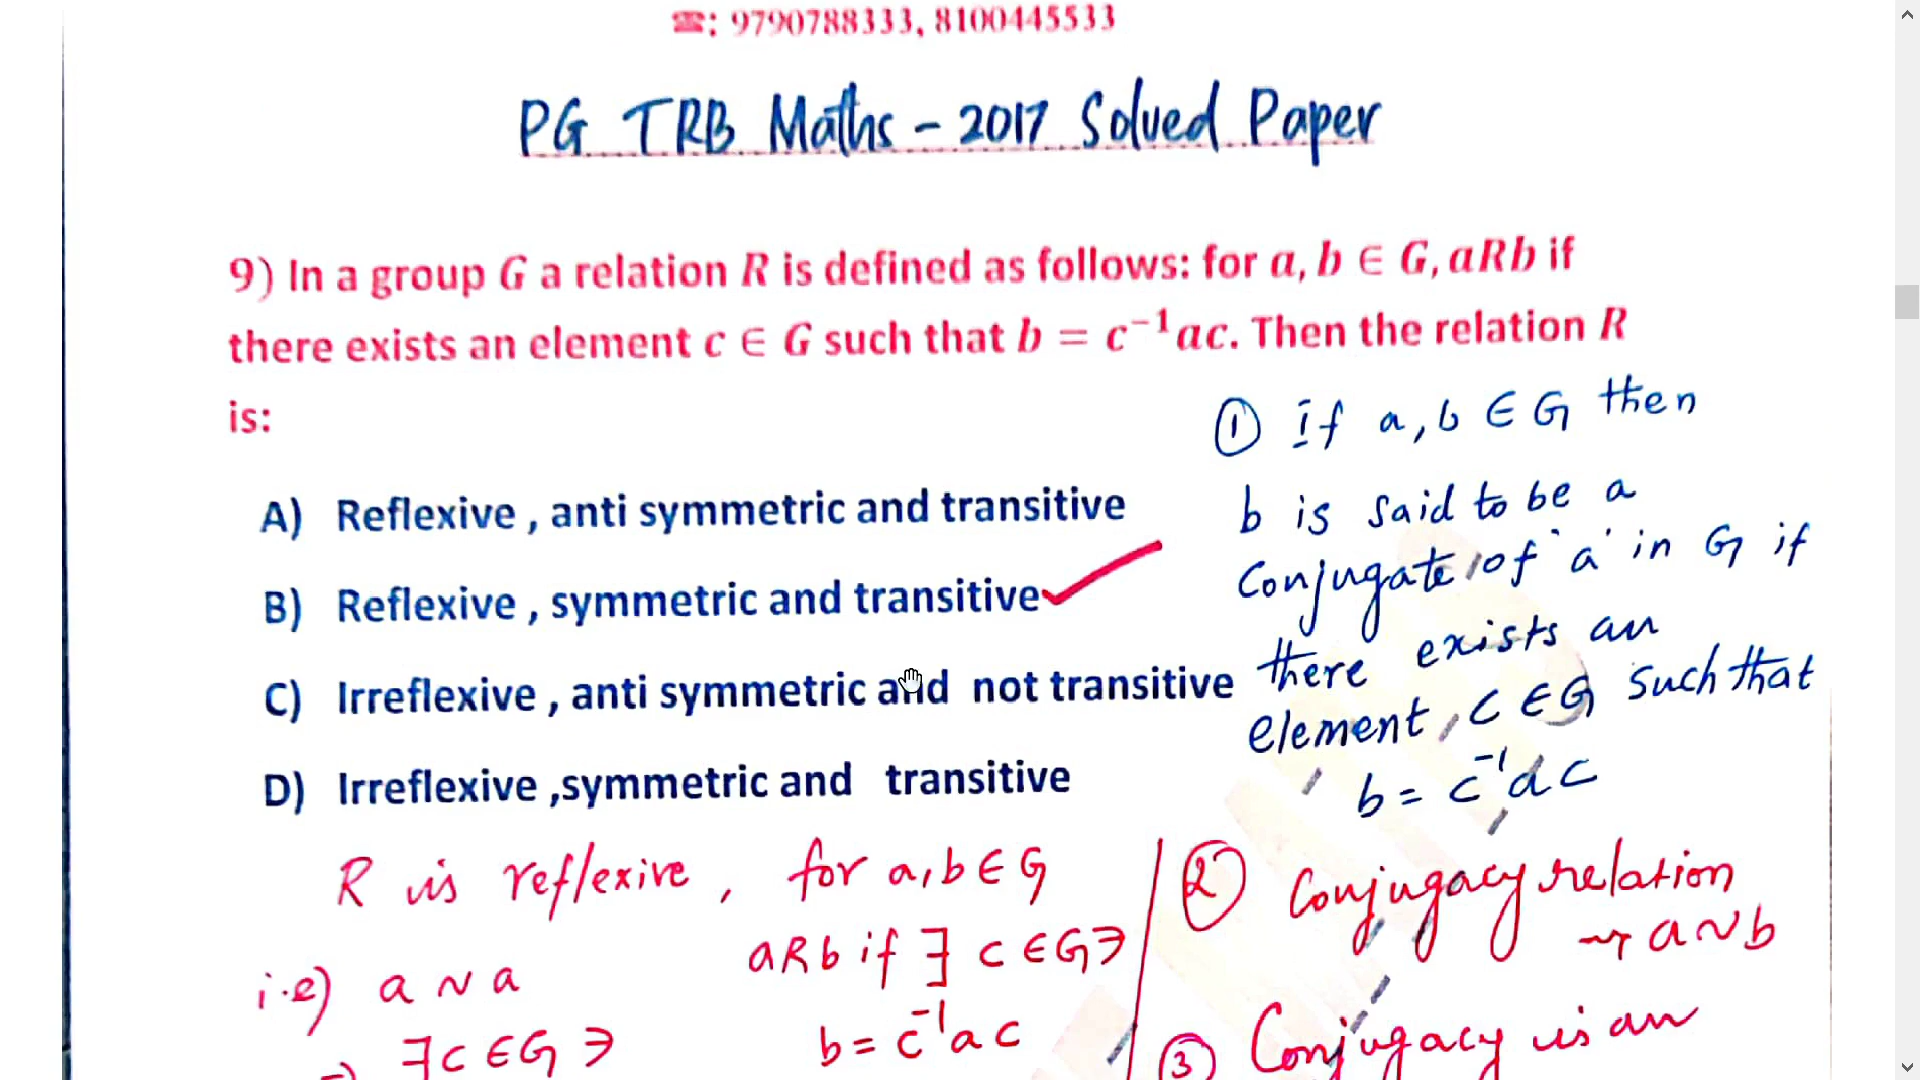 ☎: 9790788333, 8100445533
PG TRB Maths - 2017 Solved Paper
9) In a group G a relation R is defined as follows: for a, b ∈ G, aRb if
there exists an element c ∈ G such that b = c⁻¹ac. Then the relation R
is:
A) Reflexive , anti symmetric and transitive
B) Reflexive , symmetric and transitive
C) Irreflexive , anti symmetric and not transitive
D) Irreflexive ,symmetric and transitive
① If a, b ∈ G then
b is said to be a
Conjugate of 'a' in G if
there exists an
element, c ∈ G such that
b = c⁻¹ac
R is reflexive , for a, b ∈ G
aRb if ∃ c ∈ G ∋
i.e) a ~ a
b = c⁻¹ac
∃ c ∈ G ∋
② Conjugacy relation
→ a ~ b
③ Conjugacy is an